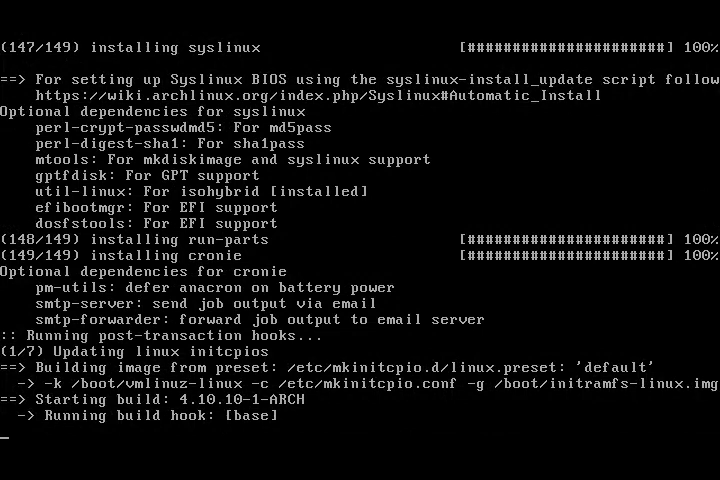 (147/149) installing syslinux [######################] 100%
==> For setting up Syslinux BIOS using the syslinux-install_update script follow
https://wiki.archlinux.org/index.php/Syslinux#Automatic_Install
Optional dependencies for syslinux
perl-crypt-passwdmd5: For md5pass
perl-digest-sha1: For sha1pass
mtools: For mkdiskimage and syslinux support
gptfdisk: For GPT support
util-linux: For isohybrid [installed]
efibootmgr: For EFI support
dosfstools: For EFI support
(148/149) installing run-parts [######################] 100%
(149/149) installing cronie [######################] 100%
Optional dependencies for cronie
pm-utils: defer anacron on battery power
smtp-server: send job output via email
smtp-forwarder: forward job output to email server
:: Running post-transaction hooks...
(1/7) Updating linux initcpios
==> Building image from preset: /etc/mkinitcpio.d/linux.preset: 'default'
-> -k /boot/vmlinuz-linux -c /etc/mkinitcpio.conf -g /boot/initramfs-linux.img
==> Starting build: 4.10.10-1-ARCH
-> Running build hook: [base]